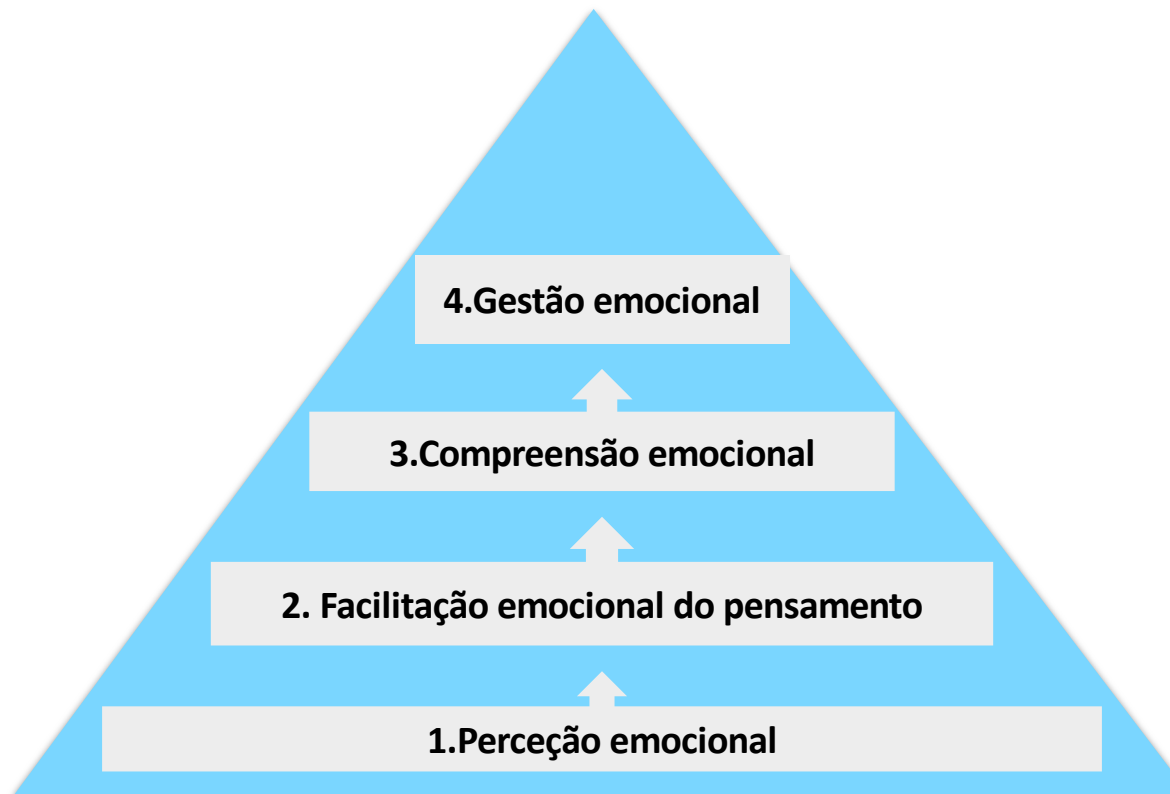 4.Gestão emocional
3.Compreensão emocional
2. Facilitação emocional do pensamento
1.Perceção emocional